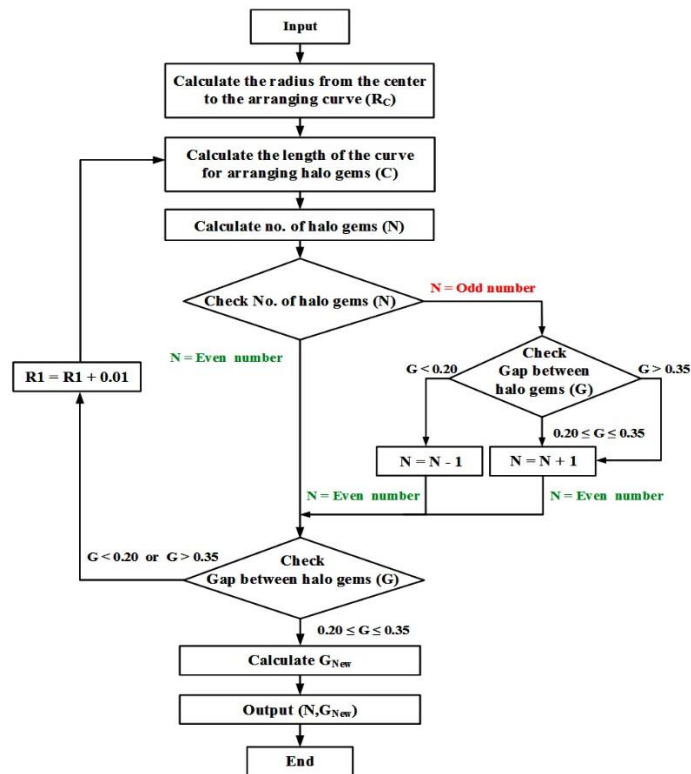 Input
Calculate the radius from the center
to the arranging curve (RC)
Calculate the length of the curve
for arranging halo gems (C)
Calculate no. of halo gems (N)
Check No. of halo gems (N)
N = Odd number
N = Even number
R1 = R1 + 0.01
Check
Gap between
halo gems (G)
G < 0.20
G > 0.35
0.20 ≤ G ≤ 0.35
N = N - 1
N = N + 1
N = Even number
N = Even number
G < 0.20 or G > 0.35
Check
Gap between halo gems (G)
0.20 ≤ G ≤ 0.35
Calculate GNew
Output (N,GNew)
End